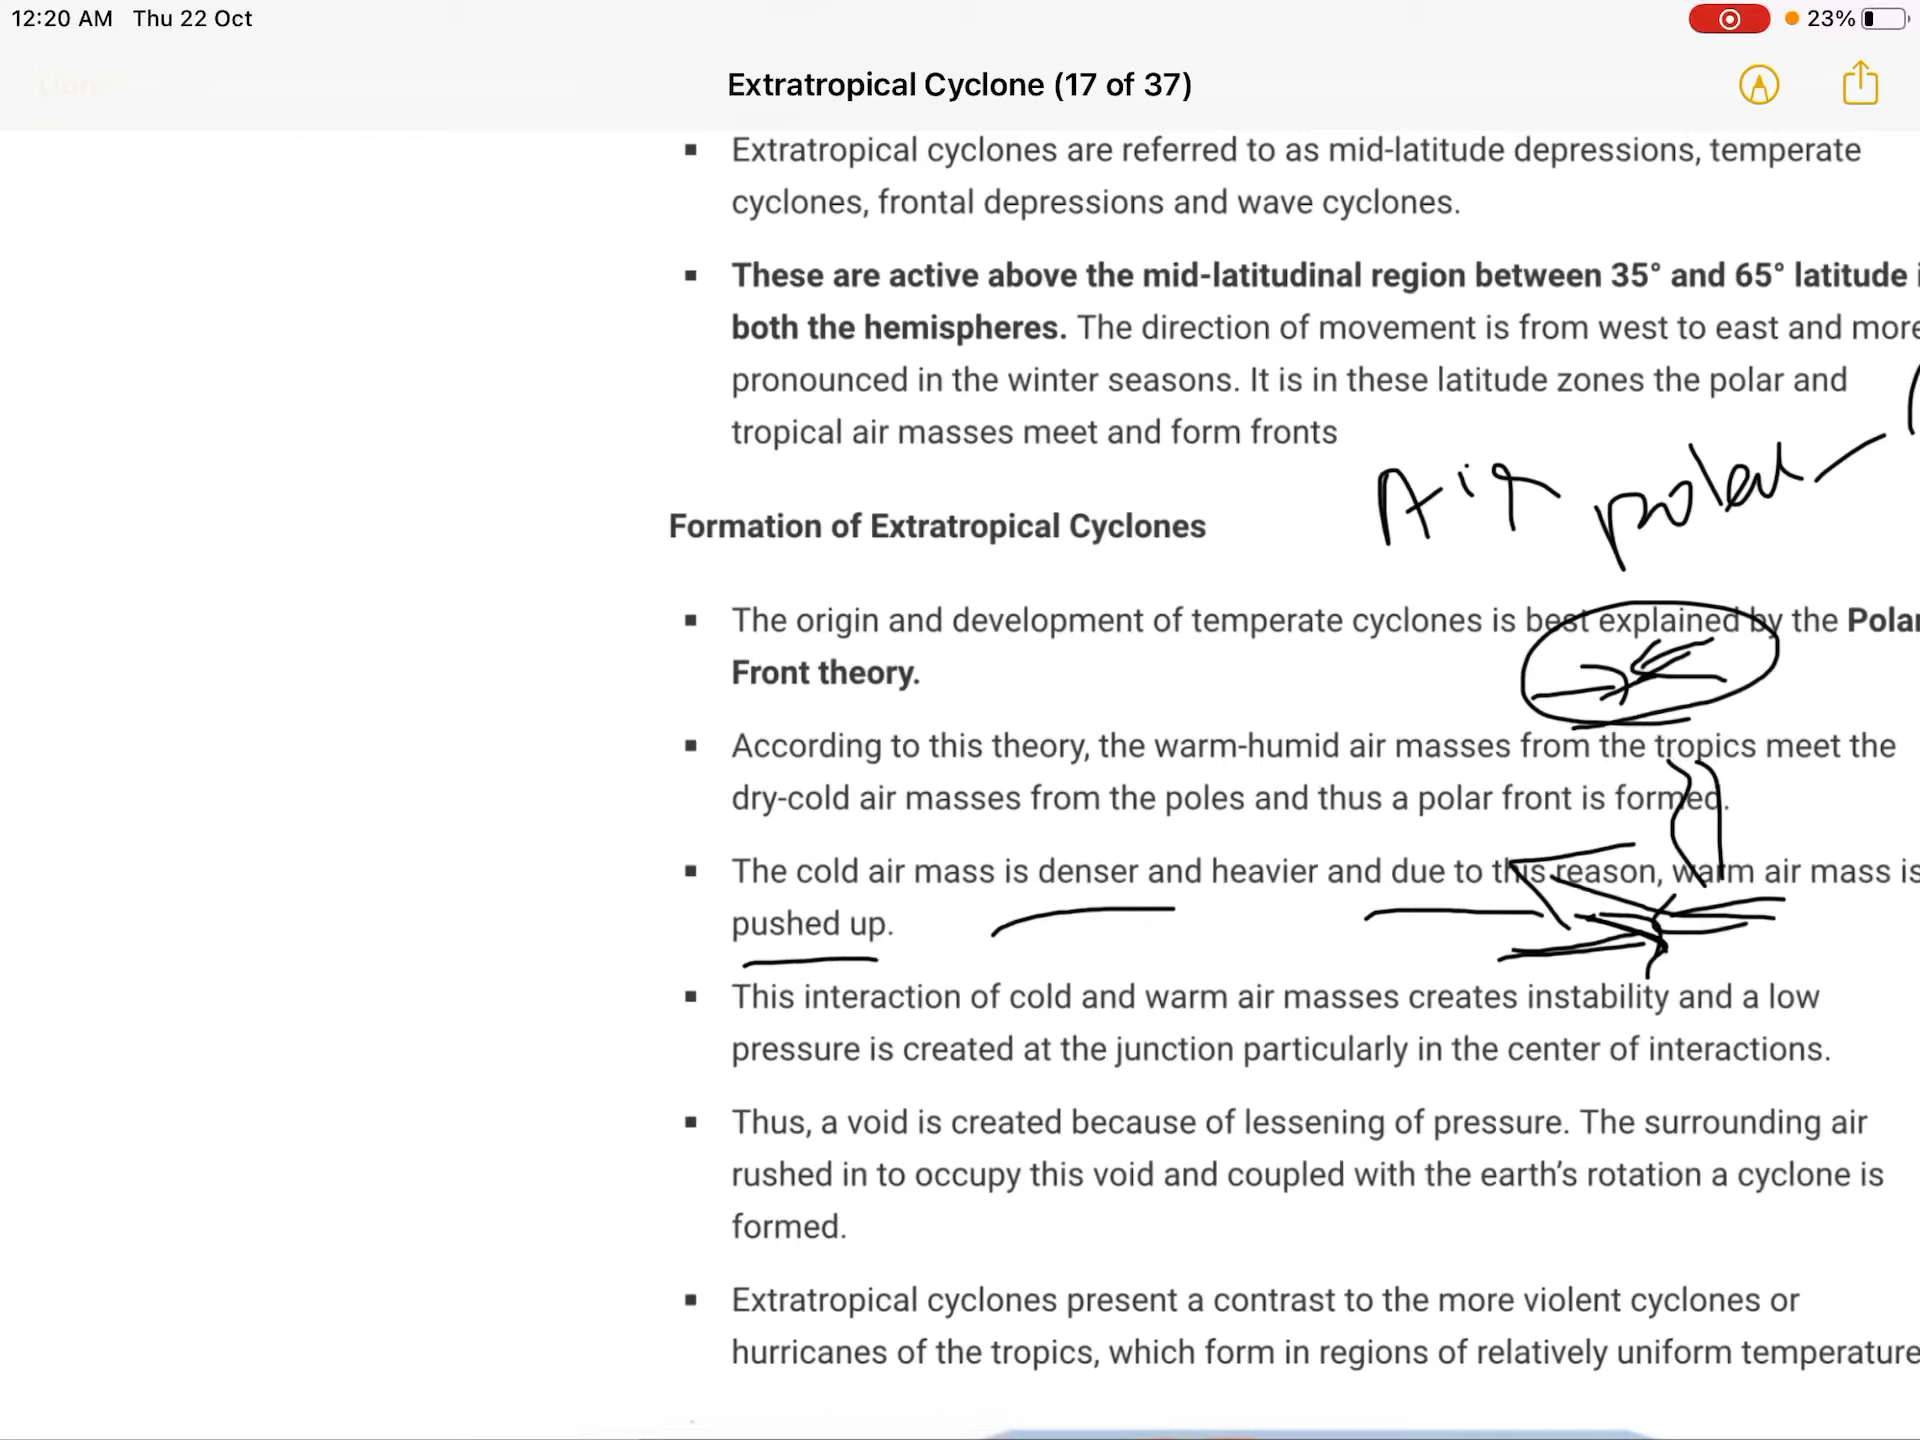 12:20 AM Thu 22 Oct
23%
Extratropical Cyclone (17 of 37)
▪ Extratropical cyclones are referred to as mid-latitude depressions, temperate
cyclones, frontal depressions and wave cyclones.
▪ These are active above the mid-latitudinal region between 35° and 65° latitude i
both the hemispheres. The direction of movement is from west to east and more
pronounced in the winter seasons. It is in these latitude zones the polar and
tropical air masses meet and form fronts
Air polar
Formation of Extratropical Cyclones
▪ The origin and development of temperate cyclones is best explained by the Polar
Front theory.
▪ According to this theory, the warm-humid air masses from the tropics meet the
dry-cold air masses from the poles and thus a polar front is formed.
▪ The cold air mass is denser and heavier and due to this reason, warm air mass is
pushed up.
▪ This interaction of cold and warm air masses creates instability and a low
pressure is created at the junction particularly in the center of interactions.
▪ Thus, a void is created because of lessening of pressure. The surrounding air
rushed in to occupy this void and coupled with the earth’s rotation a cyclone is
formed.
▪ Extratropical cyclones present a contrast to the more violent cyclones or
hurricanes of the tropics, which form in regions of relatively uniform temperature